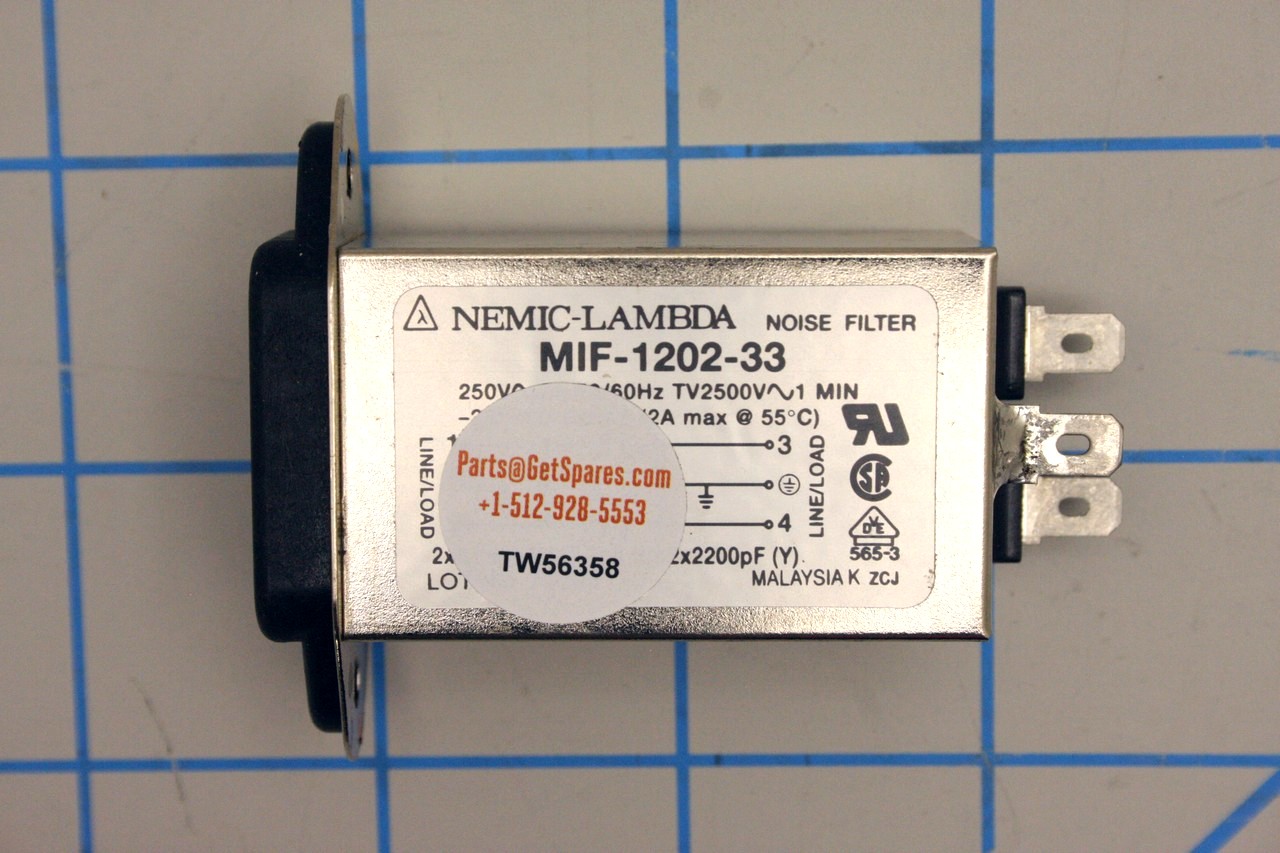 NEMIC-LAMBDA NOISE FILTER
MIF-1202-33
/60Hz TV2500V∿1 MIN
2A max @ 55°C)
LINE/LOAD
3
4
LINE/LOAD
Parts@GetSpares.com
+1-512-928-5553
TW56358
565-3
2x2200pF (Y).
MALAYSIA K ZCJ